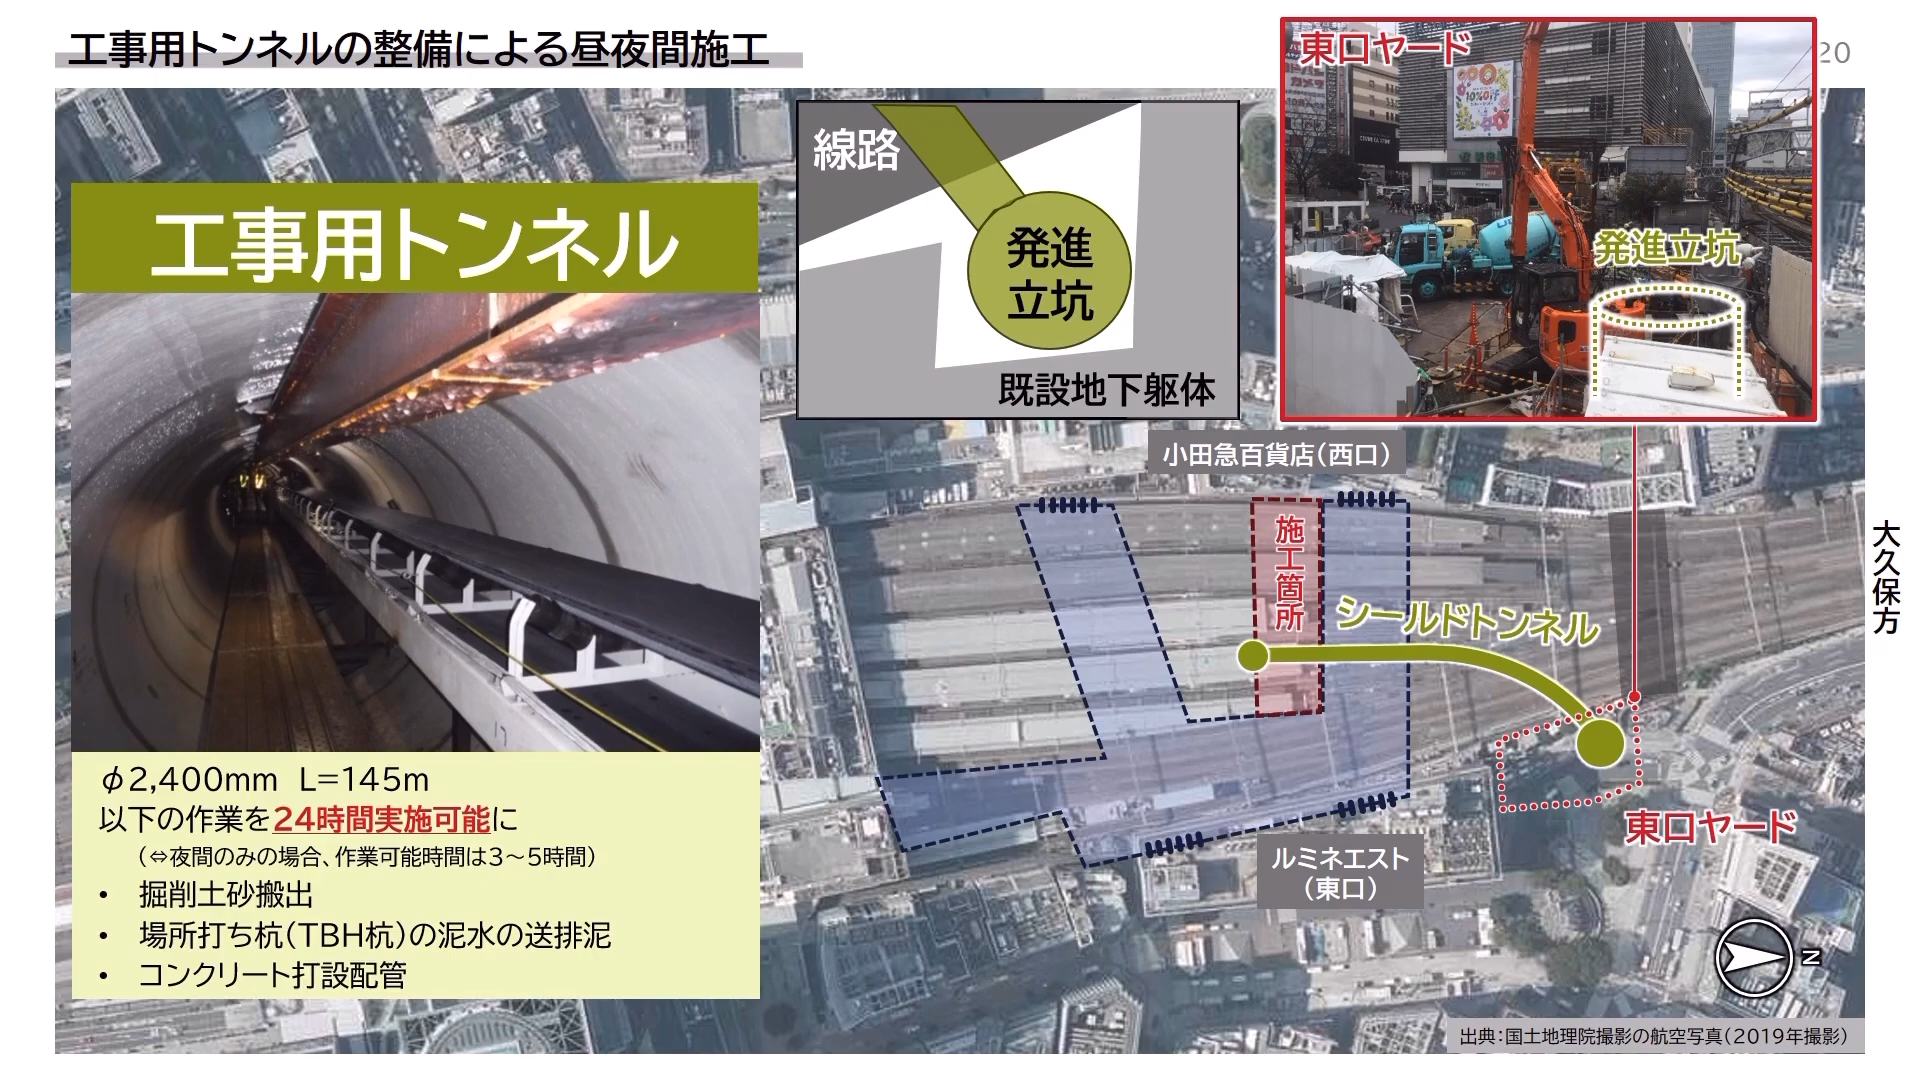 工事用トンネルの整備による昼夜間施工
20
工事用トンネル
φ2,400mm L=145m
以下の作業を24時間実施可能に
（⇔夜間のみの場合、作業可能時間は3～5時間）
• 掘削土砂搬出
• 場所打ち杭（TBH杭）の泥水の送排泥
• コンクリート打設配管
線路
発進
立坑
既設地下躯体
東口ヤード
10%
発進立坑
小田急百貨店（西口）
施工箇所
シールドトンネル
大久保方
東口ヤード
ルミネエスト
（東口）
N
出典：国土地理院撮影の航空写真（2019年撮影）